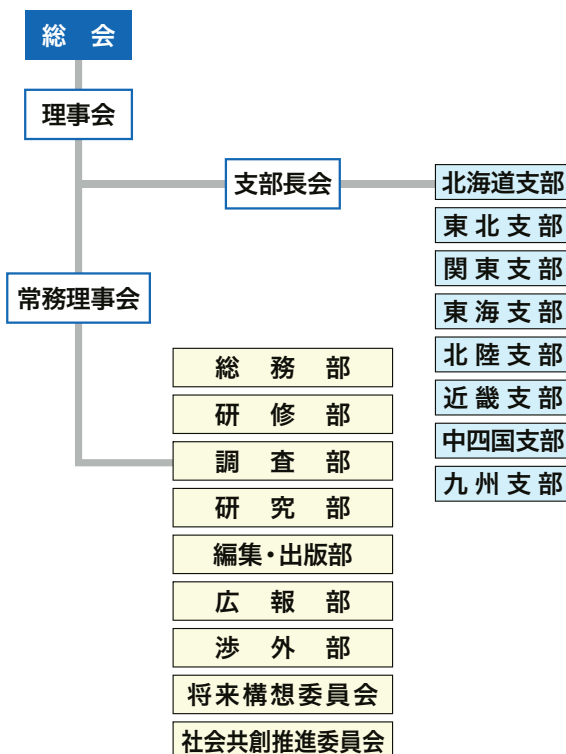 総会
理事会
支部長会
北海道支部
東北支部
関東支部
東海支部
北陸支部
近畿支部
中四国支部
九州支部
常務理事会
総務部
研修部
調査部
研究部
編集・出版部
広報部
渉外部
将来構想委員会
社会共創推進委員会